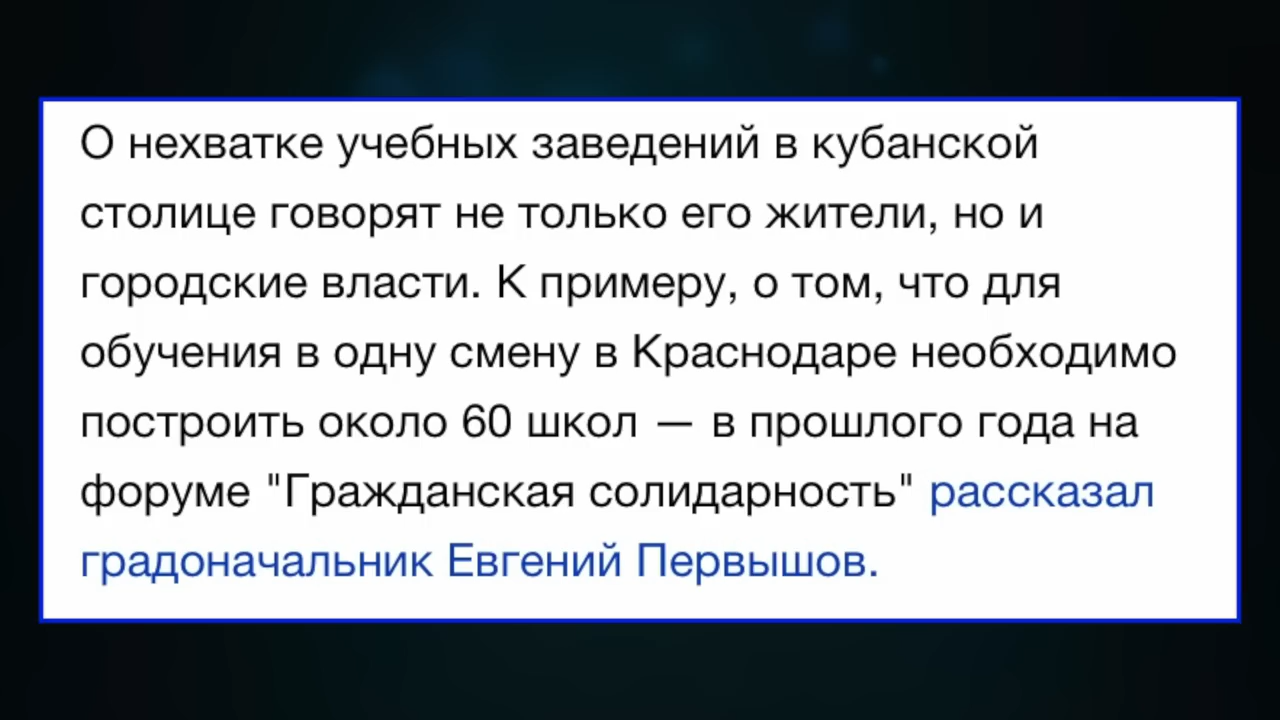 О нехватке учебных заведений в кубанской
столице говорят не только его жители, но и
городские власти. К примеру, о том, что для
обучения в одну смену в Краснодаре необходимо
построить около 60 школ — в прошлого года на
форуме "Гражданская солидарность" рассказал
градоначальник Евгений Первышов.